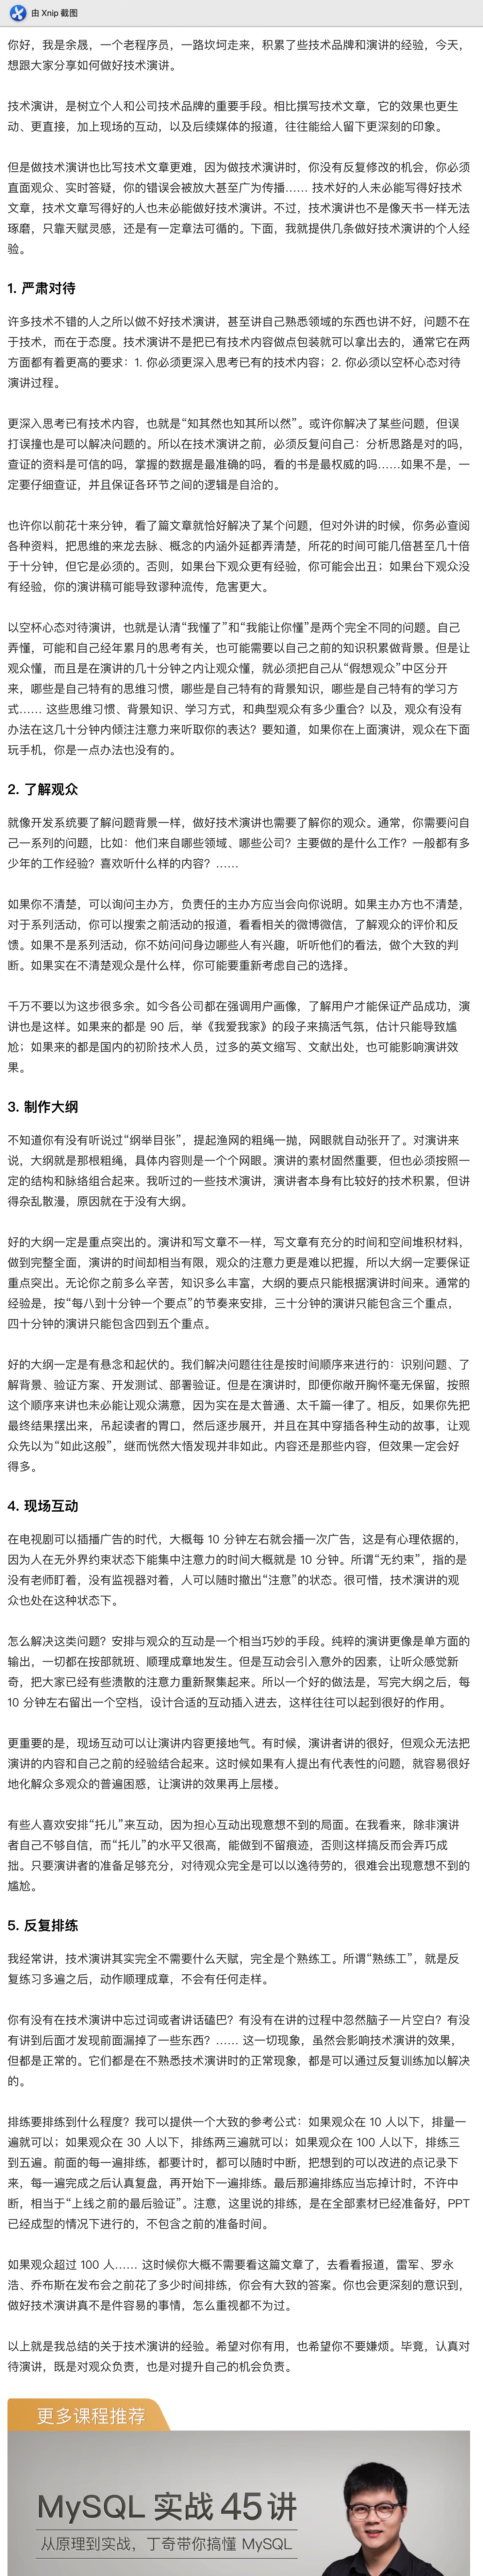 由 Xnip 截图
你好，我是余晟，一个老程序员，一路坎坷走来，积累了些技术品牌和演讲的经验，今天，
想跟大家分享如何做好技术演讲。
技术演讲，是树立个人和公司技术品牌的重要手段。相比撰写技术文章，它的效果也更生
动、更直接，加上现场的互动，以及后续媒体的报道，往往能给人留下更深刻的印象。
但是做技术演讲也比写技术文章更难，因为做技术演讲时，你没有反复修改的机会，你必须
直面观众、实时答疑，你的错误会被放大甚至广为传播…… 技术好的人未必能写得好技术
文章，技术文章写得好的人也未必能做好技术演讲。不过，技术演讲也不是像天书一样无法
琢磨，只靠天赋灵感，还是有一定章法可循的。下面，我就提供几条做好技术演讲的个人经
验。
1. 严肃对待
许多技术不错的人之所以做不好技术演讲，甚至讲自己熟悉领域的东西也讲不好，问题不在
于技术，而在于态度。技术演讲不是把已有技术内容做点包装就可以拿出去的，通常它在两
方面都有着更高的要求：1. 你必须更深入思考已有的技术内容；2. 你必须以空杯心态对待
演讲过程。
更深入思考已有技术内容，也就是“知其然也知其所以然”。或许你解决了某些问题，但误
打误撞也是可以解决问题的。所以在技术演讲之前，必须反复问自己：分析思路是对的吗，
查证的资料是可信的吗，掌握的数据是最准确的吗，看的书是最权威的吗……如果不是，一
定要仔细查证，并且保证各环节之间的逻辑是自洽的。
也许你以前花十来分钟，看了篇文章就恰好解决了某个问题，但对外讲的时候，你务必查阅
各种资料，把思维的来龙去脉、概念的内涵外延都弄清楚，所花的时间可能几倍甚至几十倍
于十分钟，但它是必须的。否则，如果台下观众更有经验，你可能会出丑；如果台下观众没
有经验，你的演讲稿可能导致谬种流传，危害更大。
以空杯心态对待演讲，也就是认清“我懂了”和“我能让你懂”是两个完全不同的问题。自己
弄懂，可能和自己经年累月的思考有关，也可能需要以自己之前的知识积累做背景。但是让
观众懂，而且是在演讲的几十分钟之内让观众懂，就必须把自己从“假想观众”中区分开
来，哪些是自己特有的思维习惯，哪些是自己特有的背景知识，哪些是自己特有的学习方
式…… 这些思维习惯、背景知识、学习方式，和典型观众有多少重合？以及，观众有没有
办法在这几十分钟内倾注注意力来听取你的表达？要知道，如果你在上面演讲，观众在下面
玩手机，你是一点办法也没有的。
2. 了解观众
就像开发系统要了解问题背景一样，做好技术演讲也需要了解你的观众。通常，你需要问自
己一系列的问题，比如：他们来自哪些领域、哪些公司？主要做的是什么工作？一般都有多
少年的工作经验？喜欢听什么样的内容？……
如果你不清楚，可以询问主办方，负责任的主办方应当会向你说明。如果主办方也不清楚，
对于系列活动，你可以搜索之前活动的报道，看看相关的微博微信，了解观众的评价和反
馈。如果不是系列活动，你不妨问问身边哪些人有兴趣，听听他们的看法，做个大致的判
断。如果实在不清楚观众是什么样，你可能要重新考虑自己的选择。
千万不要以为这步很多余。如今各公司都在强调用户画像，了解用户才能保证产品成功，演
讲也是这样。如果来的都是 90 后，举《我爱我家》的段子来搞活气氛，估计只能导致尴
尬；如果来的都是国内的初阶技术人员，过多的英文缩写、文献出处，也可能影响演讲效
果。
3. 制作大纲
不知道你有没有听说过“纲举目张”，提起渔网的粗绳一抛，网眼就自动张开了。对演讲来
说，大纲就是那根粗绳，具体内容则是一个个网眼。演讲的素材固然重要，但也必须按照一
定的结构和脉络组合起来。我听过的一些技术演讲，演讲者本身有比较好的技术积累，但讲
得杂乱散漫，原因就在于没有大纲。
好的大纲一定是重点突出的。演讲和写文章不一样，写文章有充分的时间和空间堆积材料，
做到完整全面，演讲的时间却相当有限，观众的注意力更是难以把握，所以大纲一定要保证
重点突出。无论你之前多么辛苦，知识多么丰富，大纲的要点只能根据演讲时间来。通常的
经验是，按“每八到十分钟一个要点”的节奏来安排，三十分钟的演讲只能包含三个重点，
四十分钟的演讲只能包含四到五个重点。
好的大纲一定是有悬念和起伏的。我们解决问题往往是按时间顺序来进行的：识别问题、了
解背景、验证方案、开发测试、部署验证。但是在演讲时，即便你敞开胸怀毫无保留，按照
这个顺序来讲也未必能让观众满意，因为实在是太普通、太千篇一律了。相反，如果你先把
最终结果摆出来，吊起读者的胃口，然后逐步展开，并且在其中穿插各种生动的故事，让观
众先以为“如此这般”，继而恍然大悟发现并非如此。内容还是那些内容，但效果一定会好
得多。
4. 现场互动
在电视剧可以插播广告的时代，大概每 10 分钟左右就会播一次广告，这是有心理依据的，
因为人在无外界约束状态下能集中注意力的时间大概就是 10 分钟。所谓“无约束”，指的是
没有老师盯着，没有监视器对着，人可以随时撤出“注意”的状态。很可惜，技术演讲的观
众也处在这种状态下。
怎么解决这类问题？安排与观众的互动是一个相当巧妙的手段。纯粹的演讲更像是单方面的
输出，一切都在按部就班、顺理成章地发生。但是互动会引入意外的因素，让听众感觉新
奇，把大家已经有些溃散的注意力重新聚集起来。所以一个好的做法是，写完大纲之后，每
10 分钟左右留出一个空档，设计合适的互动插入进去，这样往往可以起到很好的作用。
更重要的是，现场互动可以让演讲内容更接地气。有时候，演讲者讲的很好，但观众无法把
演讲的内容和自己之前的经验结合起来。这时候如果有人提出有代表性的问题，就容易很好
地化解众多观众的普遍困惑，让演讲的效果再上层楼。
有些人喜欢安排“托儿”来互动，因为担心互动出现意想不到的局面。在我看来，除非演讲
者自己不够自信，而“托儿”的水平又很高，能做到不留痕迹，否则这样搞反而会弄巧成
拙。只要演讲者的准备足够充分，对待观众完全是可以以逸待劳的，很难会出现意想不到的
尴尬。
5. 反复排练
我经常讲，技术演讲其实完全不需要什么天赋，完全是个熟练工。所谓“熟练工”，就是反
复练习多遍之后，动作顺理成章，不会有任何走样。
你有没有在技术演讲中忘过词或者讲话磕巴？有没有在讲的过程中忽然脑子一片空白？有没
有讲到后面才发现前面漏掉了一些东西？…… 这一切现象，虽然会影响技术演讲的效果，
但都是正常的。它们都是在不熟悉技术演讲时的正常现象，都是可以通过反复训练加以解决
的。
排练要排练到什么程度？我可以提供一个大致的参考公式：如果观众在 10 人以下，排量一
遍就可以；如果观众在 30 人以下，排练两三遍就可以；如果观众在 100 人以下，排练三
到五遍。前面的每一遍排练，都要计时，都可以随时中断，把想到的可以改进的点记录下
来，每一遍完成之后认真复盘，再开始下一遍排练。最后那遍排练应当忘掉计时，不许中
断，相当于“上线之前的最后验证”。注意，这里说的排练，是在全部素材已经准备好，PPT
已经成型的情况下进行的，不包含之前的准备时间。
如果观众超过 100 人…… 这时候你大概不需要看这篇文章了，去看看报道，雷军、罗永
浩、乔布斯在发布会之前花了多少时间排练，你会有大致的答案。你也会更深刻的意识到，
做好技术演讲真不是件容易的事情，怎么重视都不为过。
以上就是我总结的关于技术演讲的经验。希望对你有用，也希望你不要嫌烦。毕竟，认真对
待演讲，既是对观众负责，也是对提升自己的机会负责。
更多课程推荐
MySQL 实战 45 讲
从原理到实战，丁奇带你搞懂 MySQL